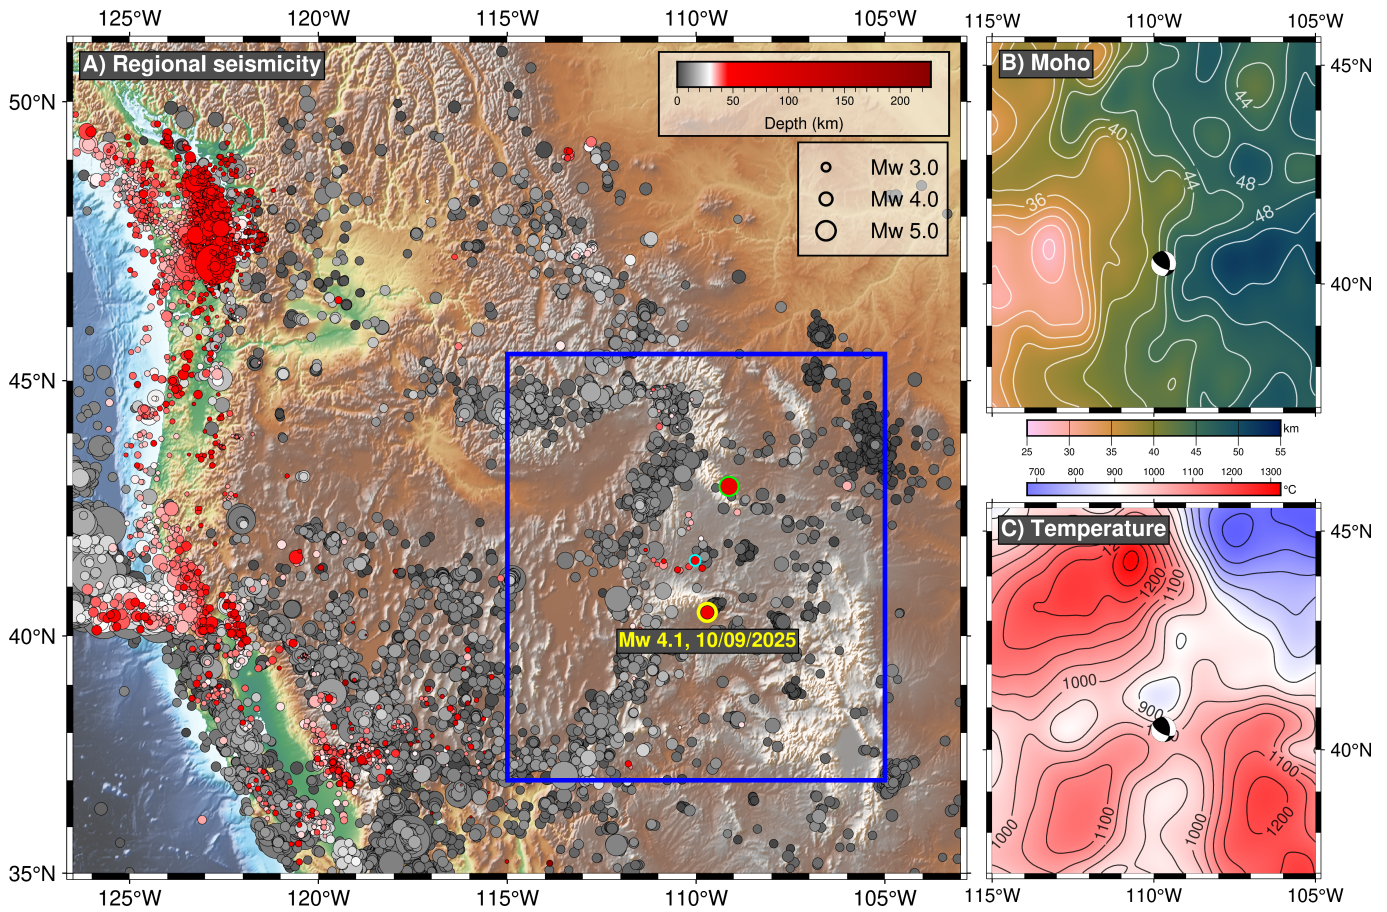 125°W 120°W 115°W 110°W 105°W
A) Regional seismicity
50°N
45°N
40°N
35°N
0 50 100 150 200
Depth (km)
Mw 3.0
Mw 4.0
Mw 5.0
Mw 4.1, 10/09/2025
125°W 120°W 115°W 110°W 105°W
115°W 110°W 105°W
B) Moho
45°N
40°N
44
40
44
48
36
48
km
25 30 35 40 45 50 55
700 800 900 1000 1100 1200 1300
°C
C) Temperature
45°N
40°N
1200
1100
1000
900
1100
1200
1100
1000
1000
115°W 110°W 105°W